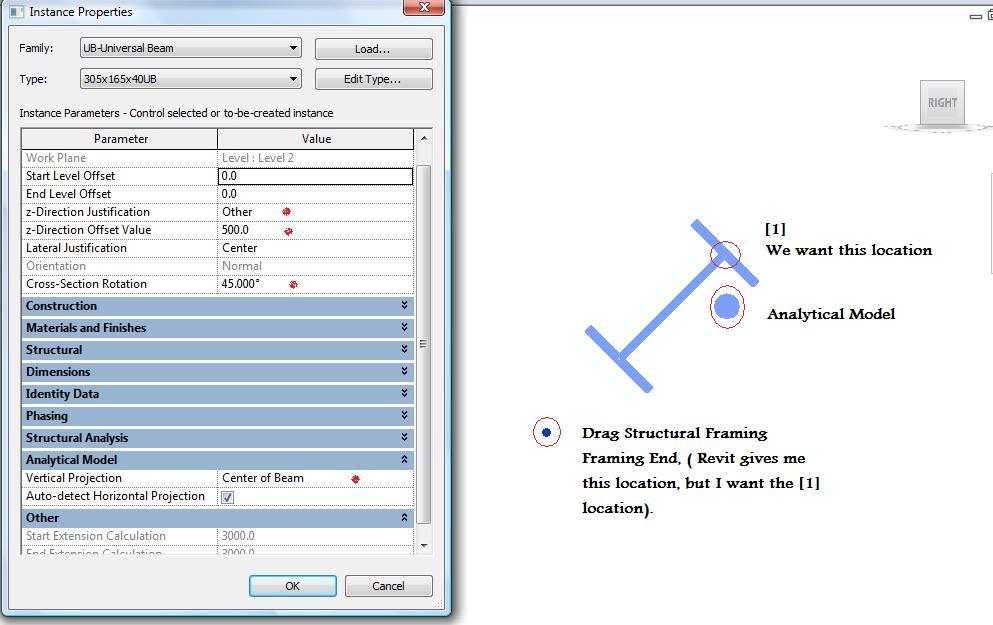 Instance Properties
Family: UB-Universal Beam Load...
Type: 305x165x40UB Edit Type...
Instance Parameters - Control selected or to-be-created instance
Parameter Value
Work Plane Level : Level 2
Start Level Offset 0.0
End Level Offset 0.0
z-Direction Justification Other
z-Direction Offset Value 500.0
Lateral Justification Center
Orientation Normal
Cross-Section Rotation 45.000°
Construction
Materials and Finishes
Structural
Dimensions
Identity Data
Phasing
Structural Analysis
Analytical Model
Vertical Projection Center of Beam
Auto-detect Horizontal Projection
Other
Start Extension Calculation 3000.0
End Extension Calculation 3000.0
OK Cancel
RIGHT
[1]
We want this location
Analytical Model
Drag Structural Framing
Framing End, ( Revit gives me
this location, but I want the [1]
location).